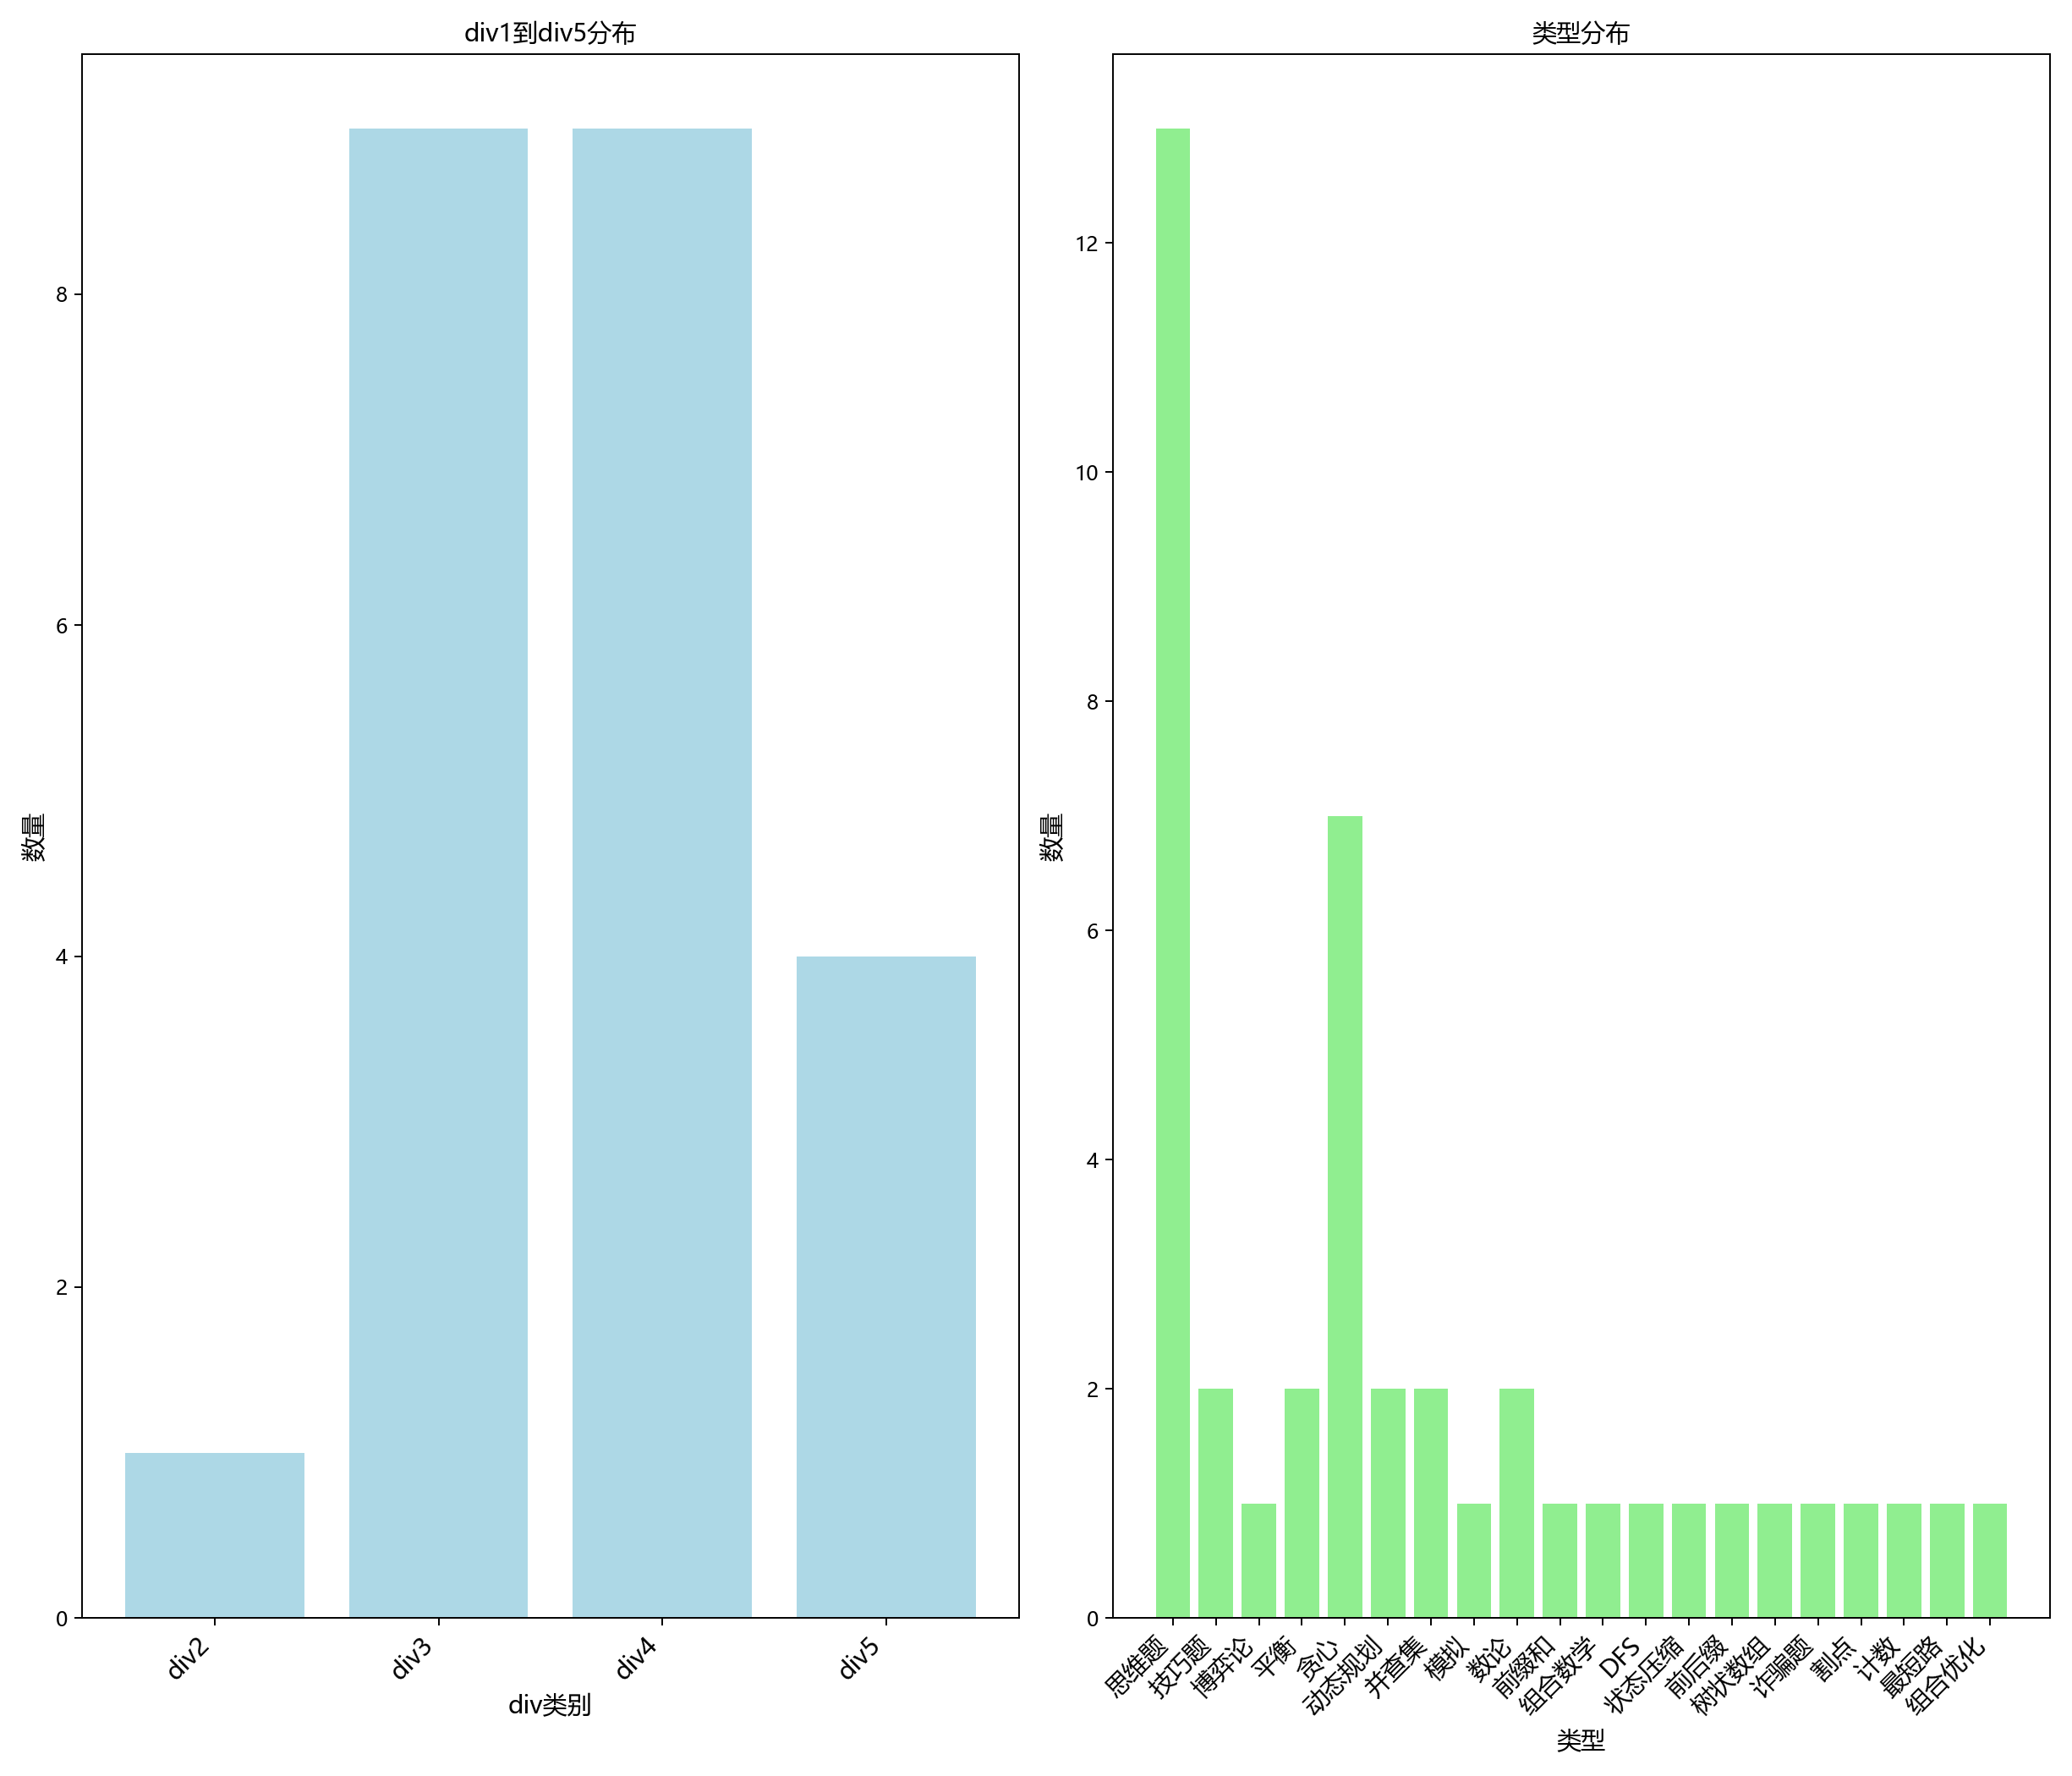 div1到div5分布
数量
8
6
4
2
0
div2
div3
div4
div5
div类别
类型分布
数量
12
10
8
6
4
2
0
思维题
技巧题
博弈论
平衡
贪心
动态规划
并查集
模拟
数论
前缀和
组合数学
DFS
状态压缩
前后缀
树状数组
诈骗题
割点
计数
最短路
组合优化
类型